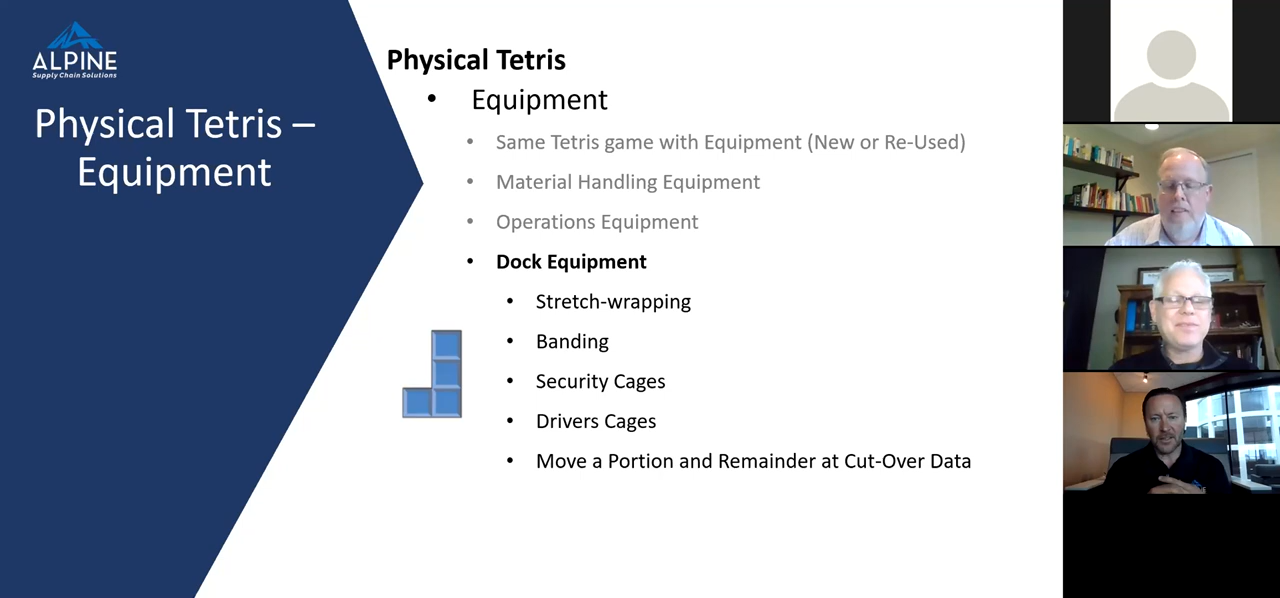 ALPINE
Supply Chain Solutions
Physical Tetris –
Equipment
Physical Tetris
• Equipment
• Same Tetris game with Equipment (New or Re-Used)
• Material Handling Equipment
• Operations Equipment
• Dock Equipment
• Stretch-wrapping
• Banding
• Security Cages
• Drivers Cages
• Move a Portion and Remainder at Cut-Over Data